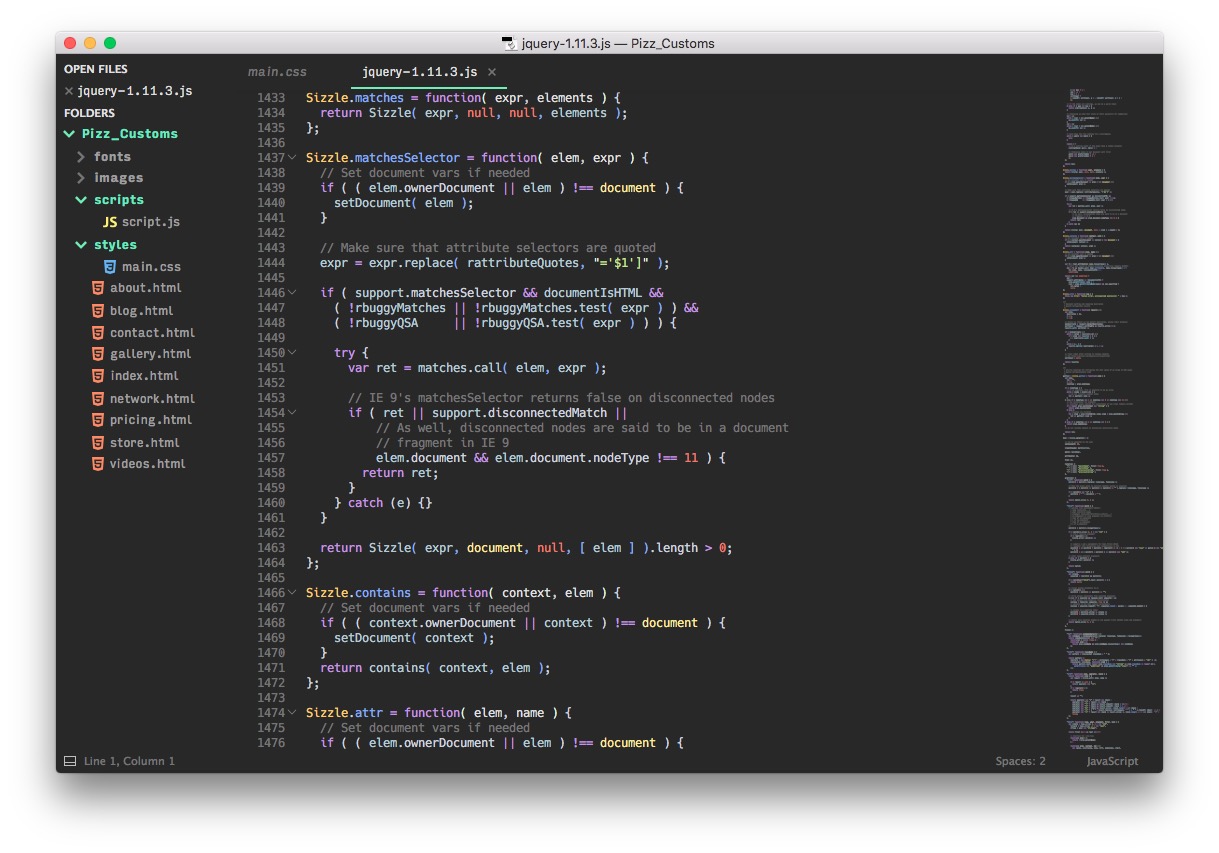 jquery-1.11.3.js — Pizz_Customs
OPEN FILES
jquery-1.11.3.js
FOLDERS
Pizz_Customs
fonts
images
scripts
JS script.js
styles
main.css
about.html
blog.html
contact.html
gallery.html
index.html
network.html
pricing.html
store.html
videos.html
main.css
jquery-1.11.3.js
1433 Sizzle.matches = function( expr, elements ) {
1434 return Sizzle( expr, null, null, elements );
1435 };
1436
1437 Sizzle.matchesSelector = function( elem, expr ) {
1438 // Set document vars if needed
1439 if ( ( elem.ownerDocument || elem ) !== document ) {
1440 setDocument( elem );
1441 }
1442
1443 // Make sure that attribute selectors are quoted
1444 expr = expr.replace( rattributeQuotes, "='$1']" );
1445
1446 if ( support.matchesSelector && documentIsHTML &&
1447 ( !rbuggyMatches || !rbuggyMatches.test( expr ) ) &&
1448 ( !rbuggyQSA || !rbuggyQSA.test( expr ) ) ) {
1449
1450 try {
1451 var ret = matches.call( elem, expr );
1452
1453 // IE 9's matchesSelector returns false on disconnected nodes
1454 if ( ret || support.disconnectedMatch ||
1455 // As well, disconnected nodes are said to be in a document
1456 // fragment in IE 9
1457 elem.document && elem.document.nodeType !== 11 ) {
1458 return ret;
1459 }
1460 } catch (e) {}
1461 }
1462
1463 return Sizzle( expr, document, null, [ elem ] ).length > 0;
1464 };
1465
1466 Sizzle.contains = function( context, elem ) {
1467 // Set document vars if needed
1468 if ( ( context.ownerDocument || context ) !== document ) {
1469 setDocument( context );
1470 }
1471 return contains( context, elem );
1472 };
1473
1474 Sizzle.attr = function( elem, name ) {
1475 // Set document vars if needed
1476 if ( ( elem.ownerDocument || elem ) !== document ) {
Line 1, Column 1
Spaces: 2
JavaScript